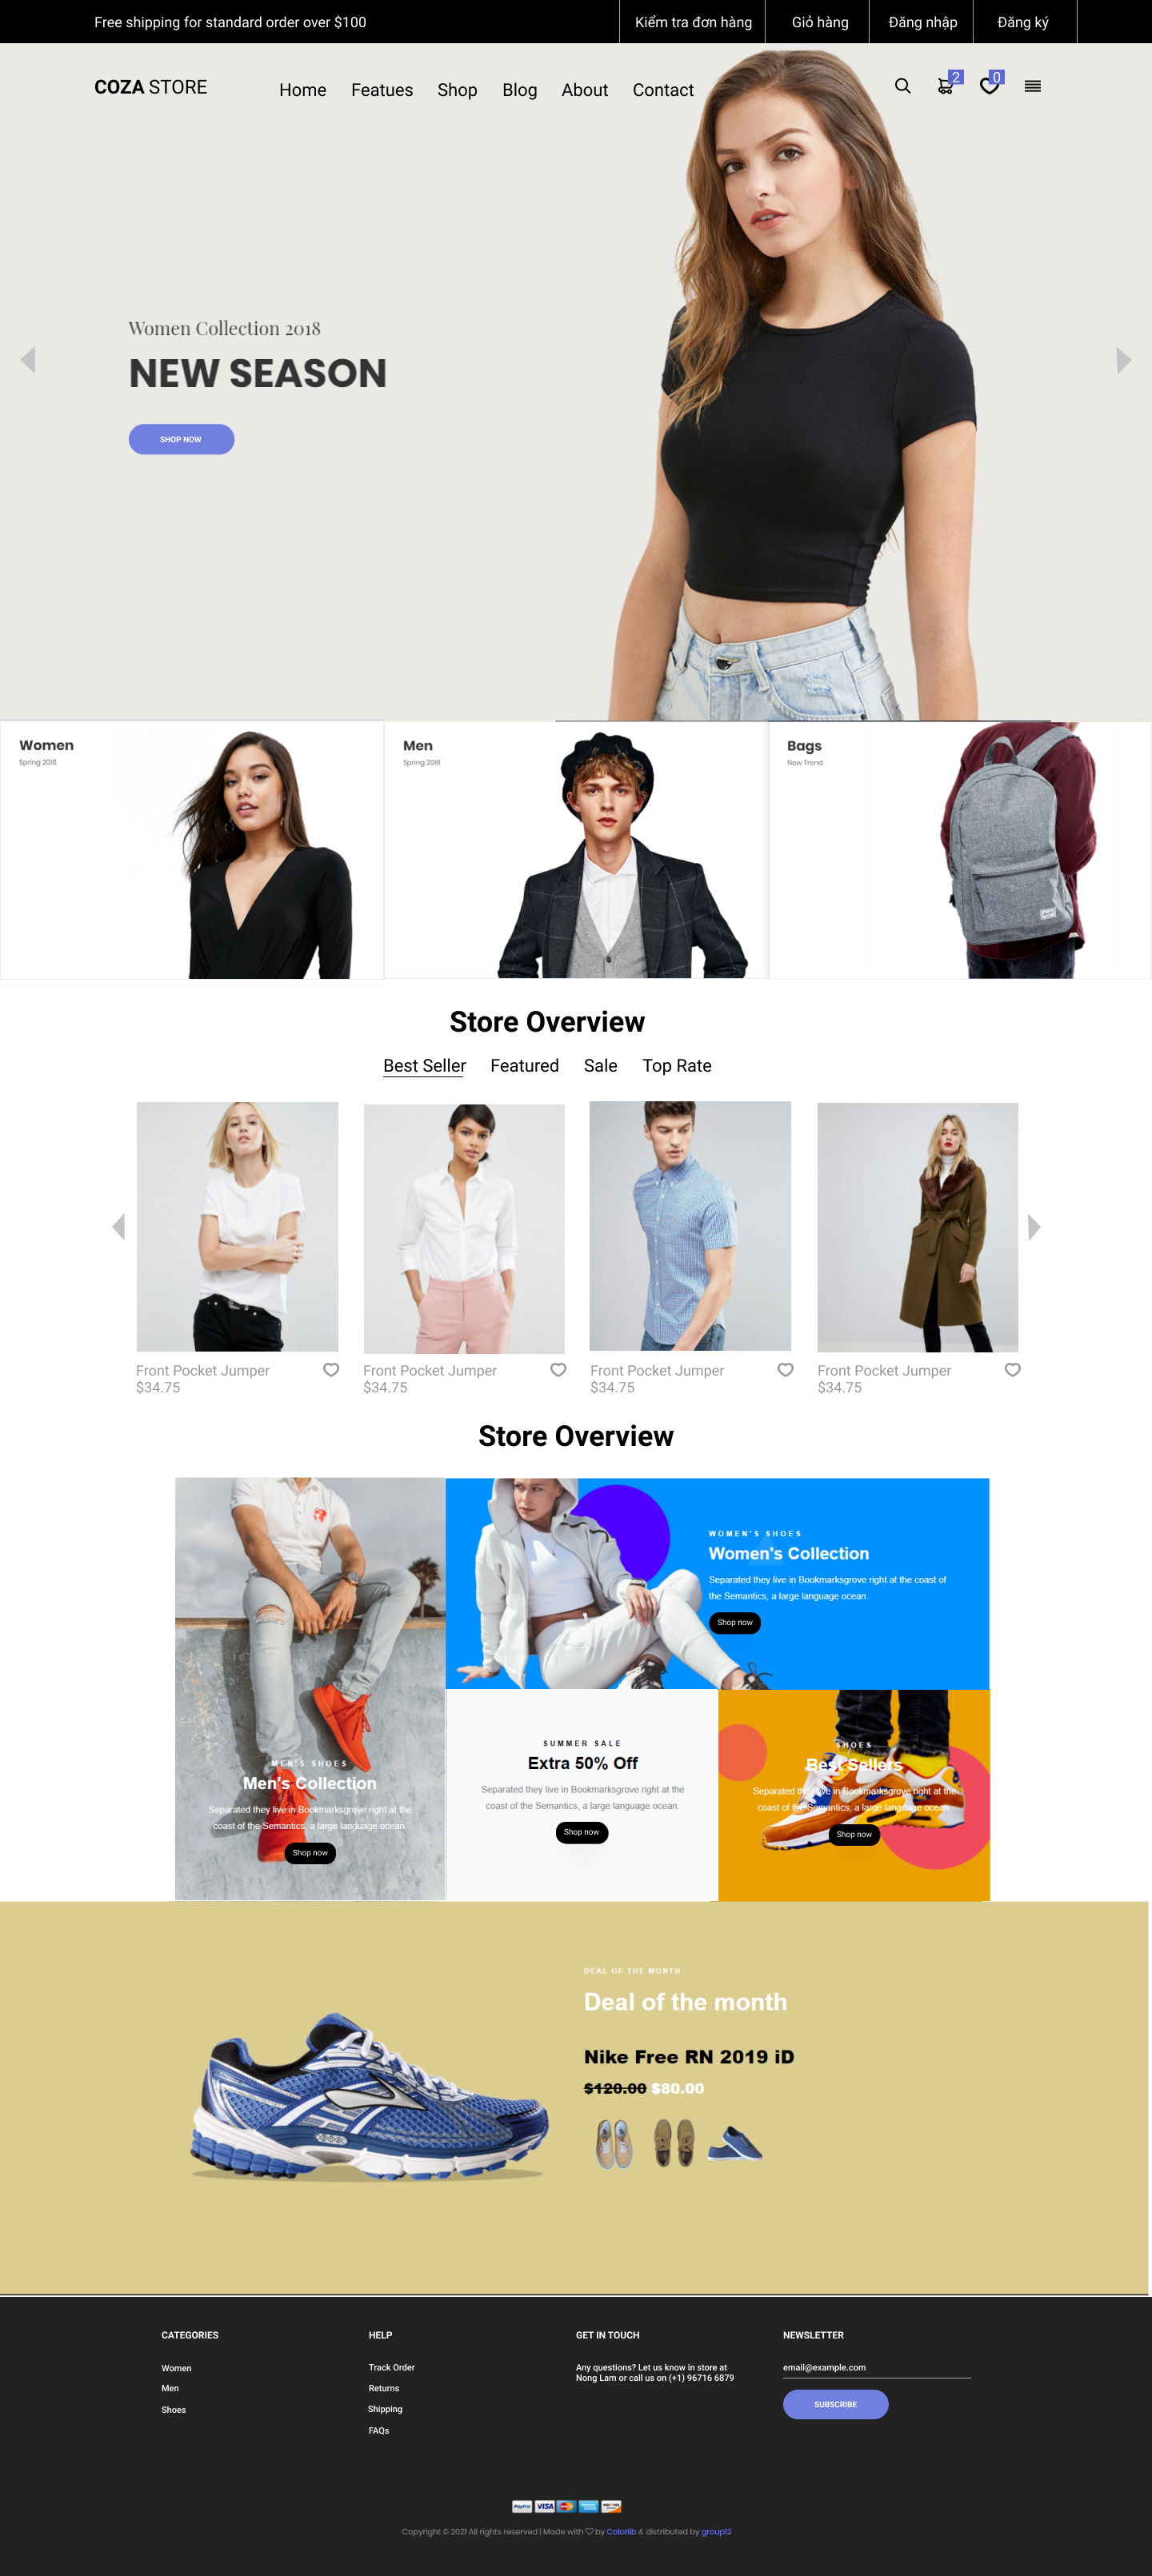 Free shipping for standard order over $100
Kiểm tra đơn hàng
Giỏ hàng
Đăng nhập
Đăng ký
COZA STORE
Home
Featues
Shop
Blog
About
Contact
2
0
Women Collection 2018
NEW SEASON
SHOP NOW
Women
Spring 2018
Men
Spring 2018
Bags
New Trend
Store Overview
Best Seller
Featured
Sale
Top Rate
Front Pocket Jumper
$34.75
Front Pocket Jumper
$34.75
Front Pocket Jumper
$34.75
Front Pocket Jumper
$34.75
Store Overview
WOMEN'S SHOES
Women's Collection
Separated they live in Bookmarksgrove right at the coast of
the Semantics, a large language ocean.
Shop now
MEN'S SHOES
Men's Collection
Separated they live in Bookmarksgrove right at the
coast of the Semantics, a large language ocean.
Shop now
SUMMER SALE
Extra 50% Off
Separated they live in Bookmarksgrove right at the
coast of the Semantics, a large language ocean.
Shop now
SHOES
Best Sellers
Separated they live in Bookmarksgrove right at the
coast of the Semantics, a large language ocean.
Shop now
DEAL OF THE MONTH
Deal of the month
Nike Free RN 2019 iD
$120.00 $80.00
CATEGORIES
Women
Men
Shoes
HELP
Track Order
Returns
Shipping
FAQs
GET IN TOUCH
Any questions? Let us know in store at
Nong Lam or call us on (+1) 96716 6879
NEWSLETTER
email@example.com
SUBSCRIBE
PayPal
VISA
Copyright © 2021 All rights reserved | Made with ♡ by Colorlib & distributed by group12